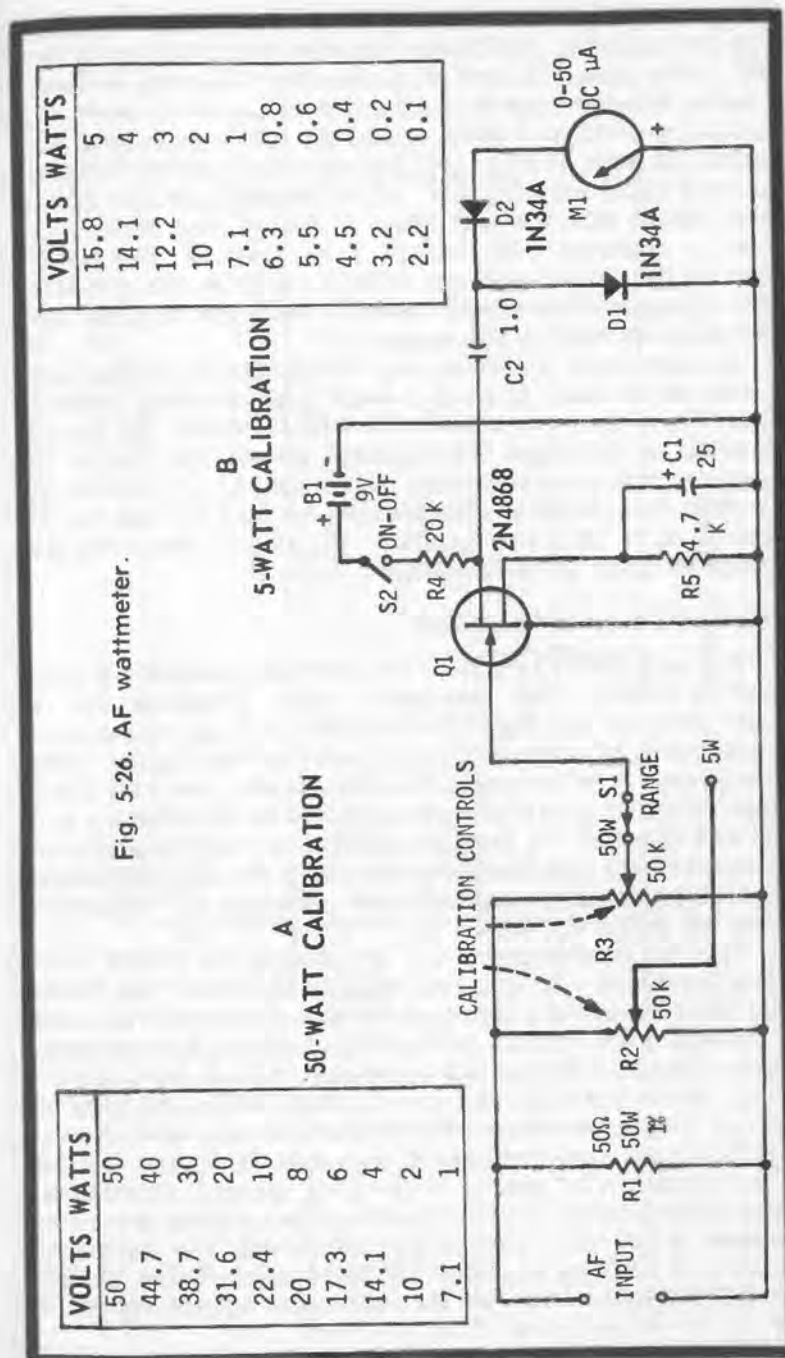 VOLTS WATTS
50 50
44.7 40
38.7 30
31.6 20
22.4 10
20 8
17.3 6
14.1 4
10 2
7.1 1
A
50-WATT CALIBRATION
Fig. 5-26. AF wattmeter.
B
5-WATT CALIBRATION
VOLTS WATTS
15.8 5
14.1 4
12.2 3
10 2
7.1 1
6.3 0.8
5.5 0.6
4.5 0.4
3.2 0.2
2.2 0.1
AF
INPUT
R1
50Ω
50W
1%
R2
50K
CALIBRATION CONTROLS
R3
50K
50W
S1
RANGE
5W
Q1
2N4868
S2
ON-OFF
R4
20K
+
B1
-
9V
R5
4.7
K
+
C1
25
C2
1.0
D2
1N34A
D1
1N34A
M1
0-50
DC µA
+